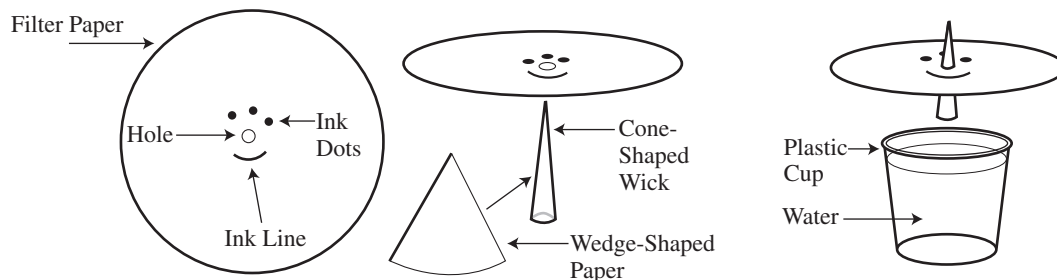 Filter Paper
Hole
Ink
Dots
Ink Line
Cone-
Shaped
Wick
Wedge-Shaped
Paper
Plastic
Cup
Water